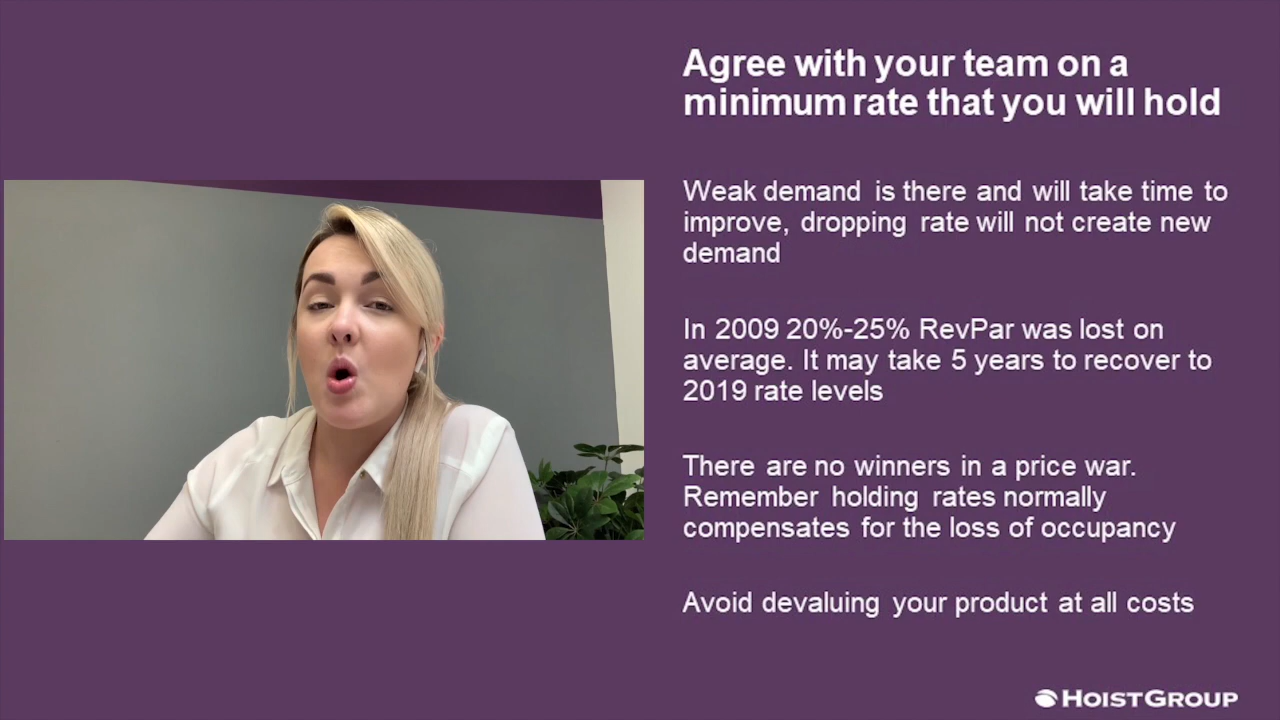 Agree with your team on a
minimum rate that you will hold
Weak demand is there and will take time to
improve, dropping rate will not create new
demand
In 2009 20%-25% RevPar was lost on
average. It may take 5 years to recover to
2019 rate levels
There are no winners in a price war.
Remember holding rates normally
compensates for the loss of occupancy
Avoid devaluing your product at all costs
HOISTGROUP